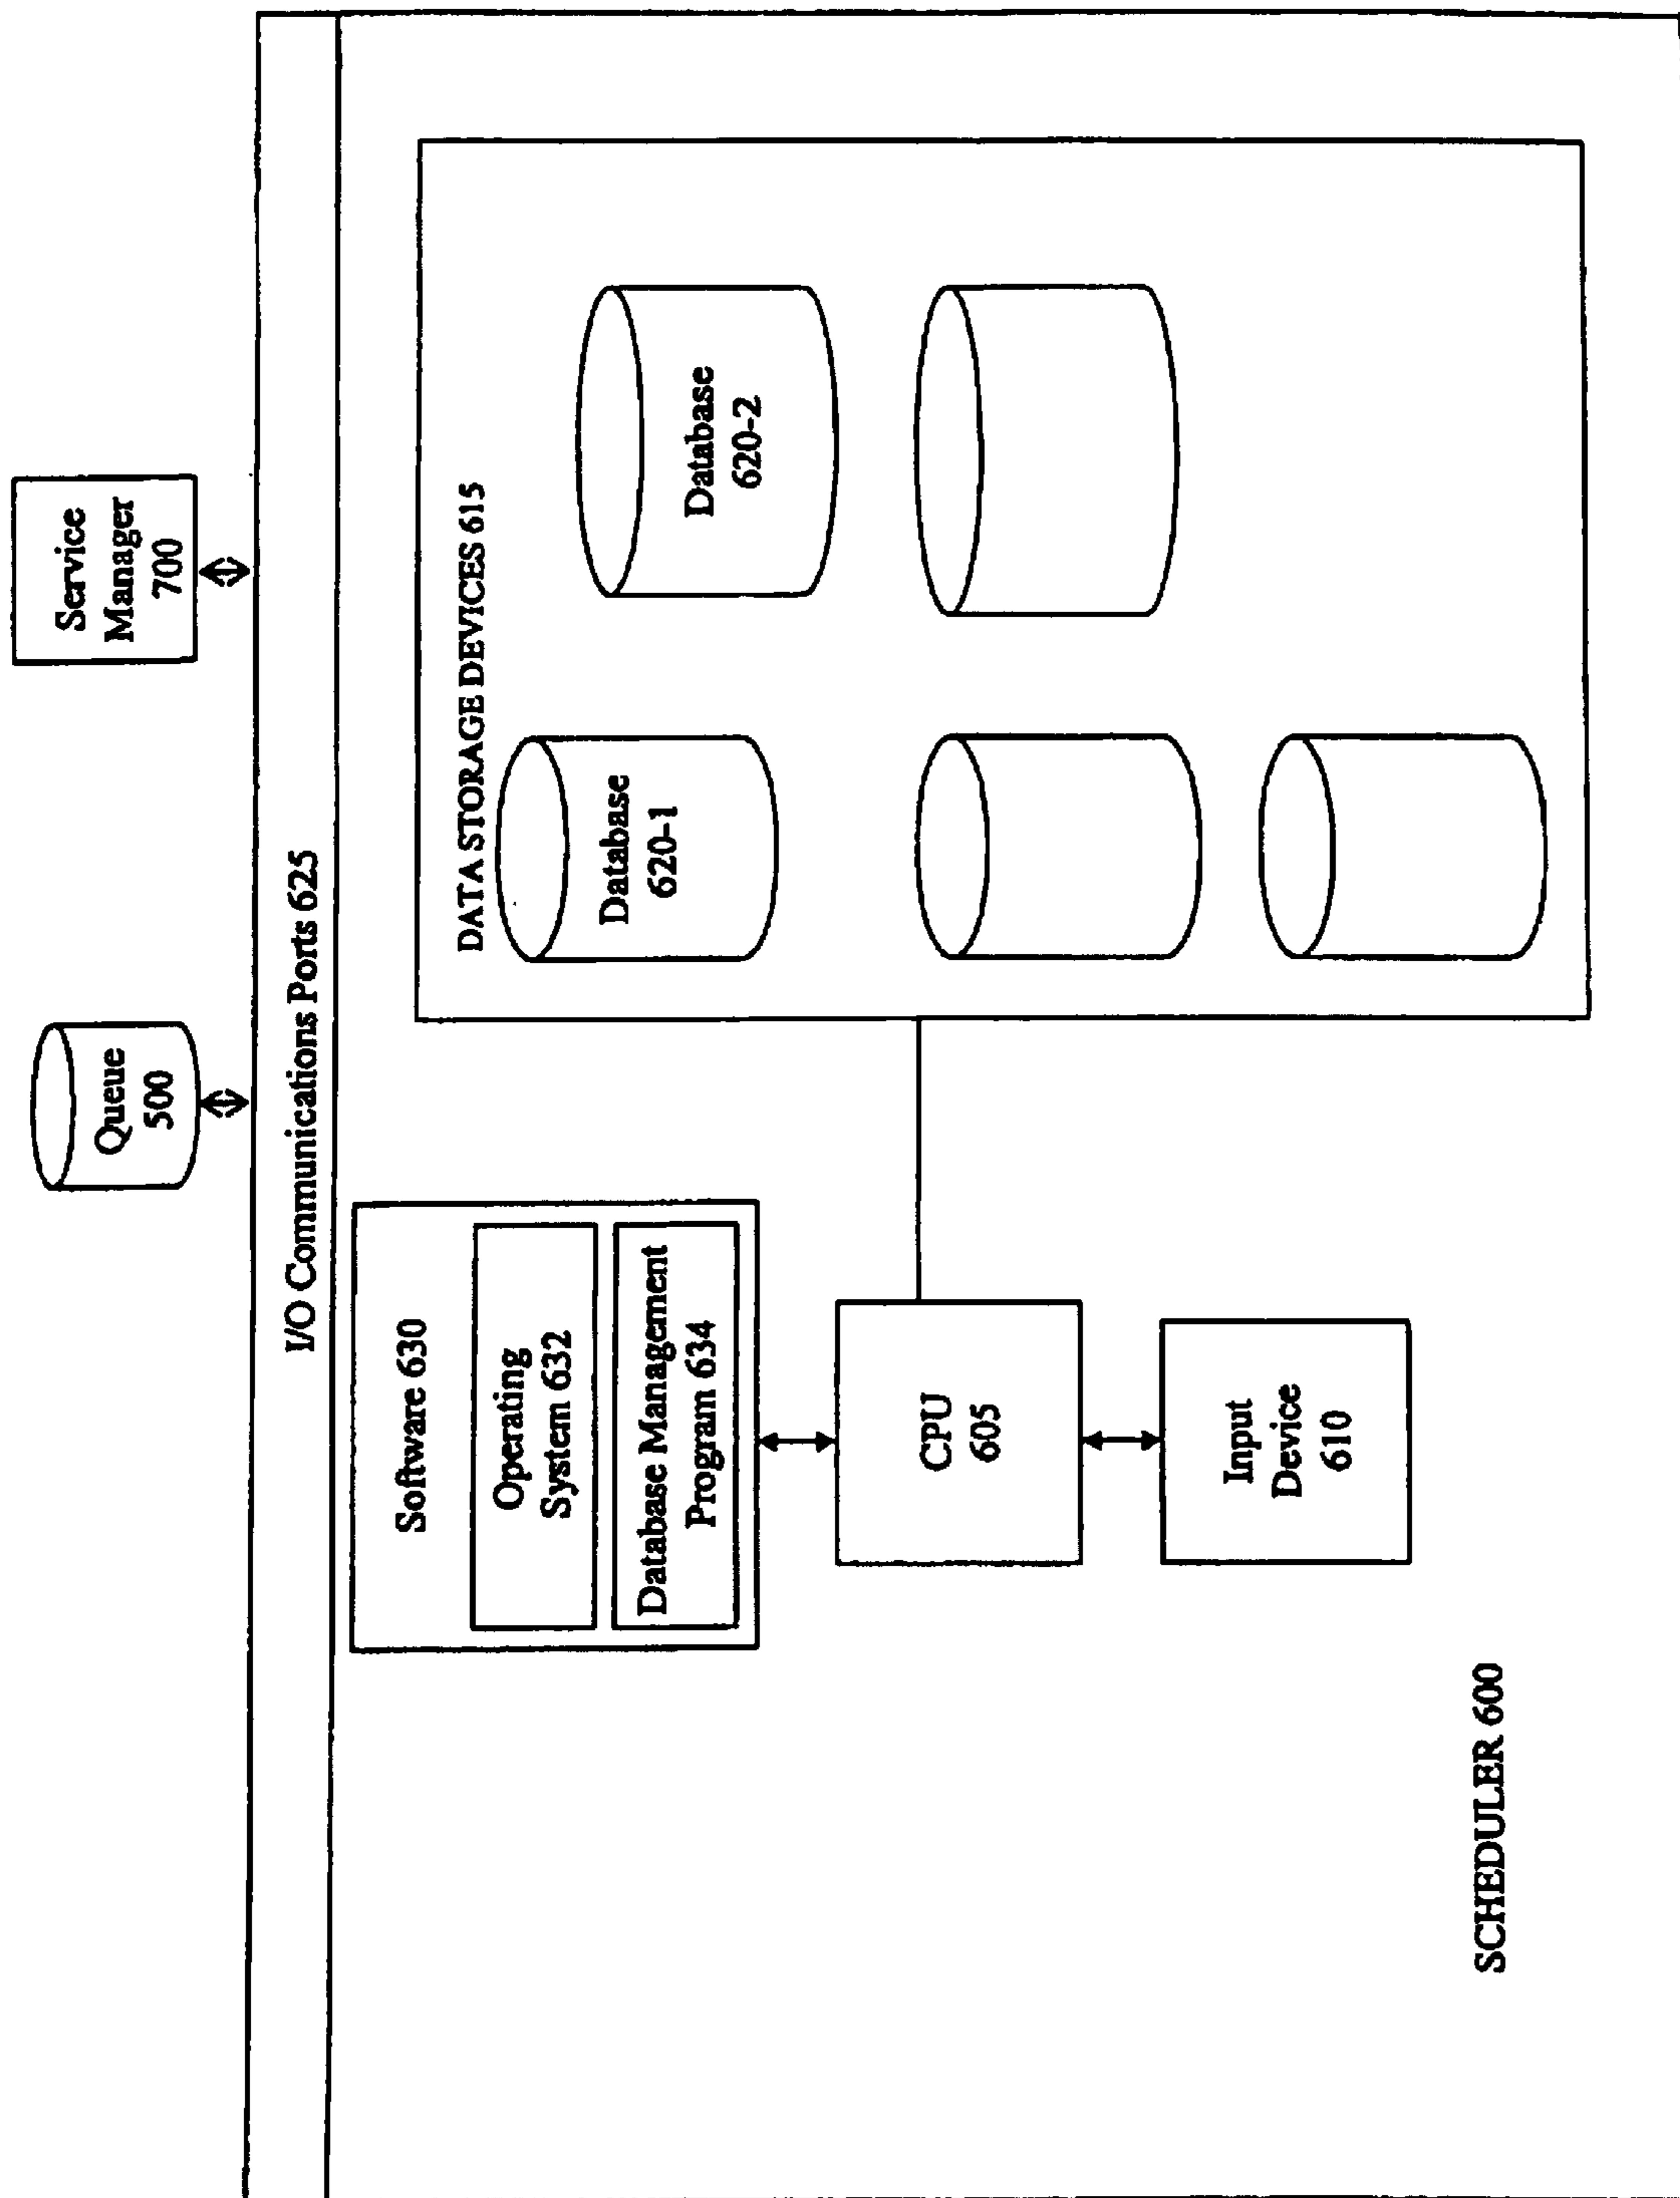 Queue
500
Service
Manager
700
I/O Communications Ports 625
Software 630
Operating
System 632
Database Management
Program 634
CPU
605
Input
Device
610
DATA STORAGE DEVICES 615
Database
620-1
Database
620-2
SCHEDULER 600